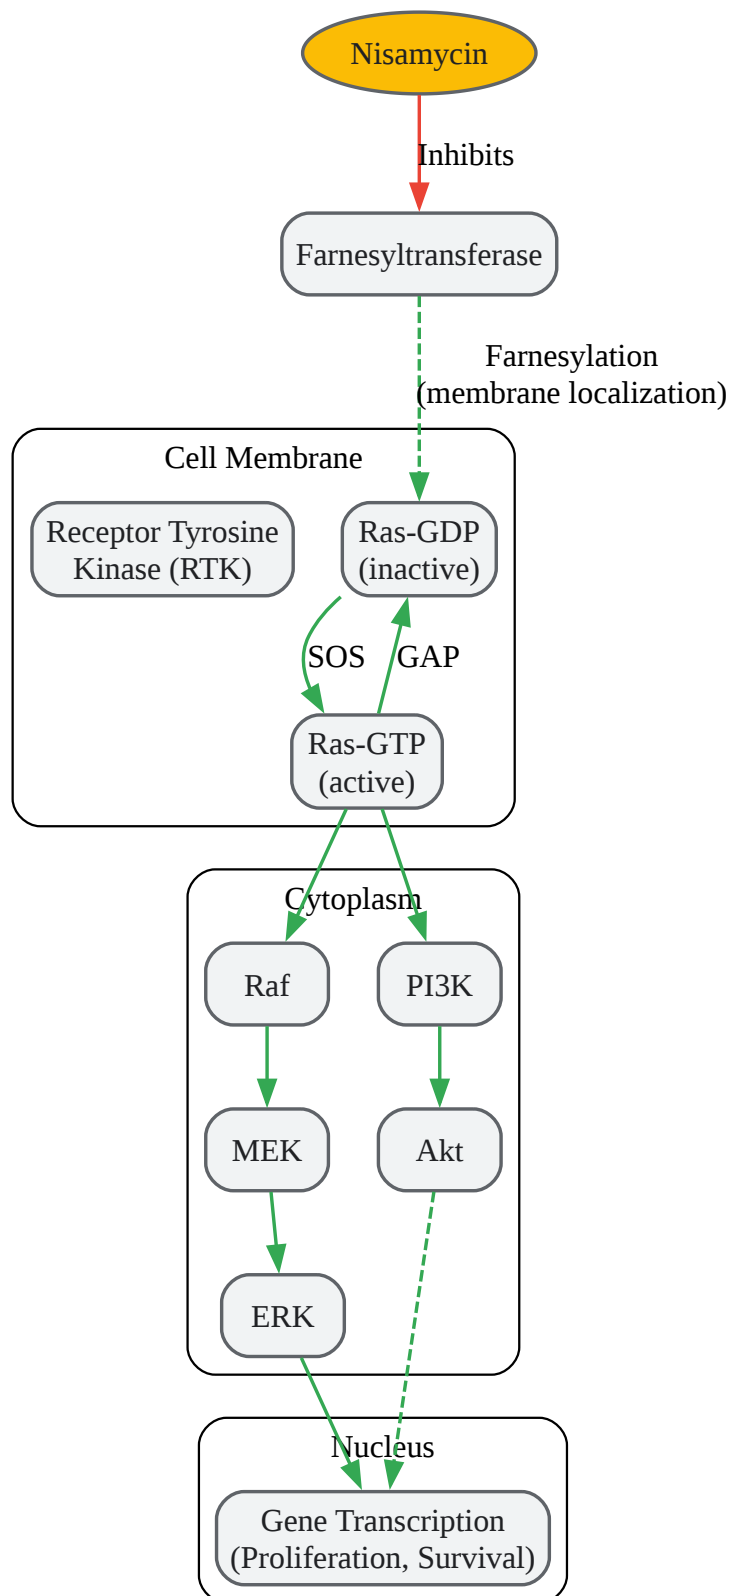 Nisamycin
Inhibits
Farnesyltransferase
Farnesylation
(membrane localization)
Cell Membrane
Receptor Tyrosine
Kinase (RTK)
Ras-GDP
(inactive)
SOS
GAP
Ras-GTP
(active)
Cytoplasm
Raf
PI3K
MEK
Akt
ERK
Nucleus
Gene Transcription
(Proliferation, Survival)